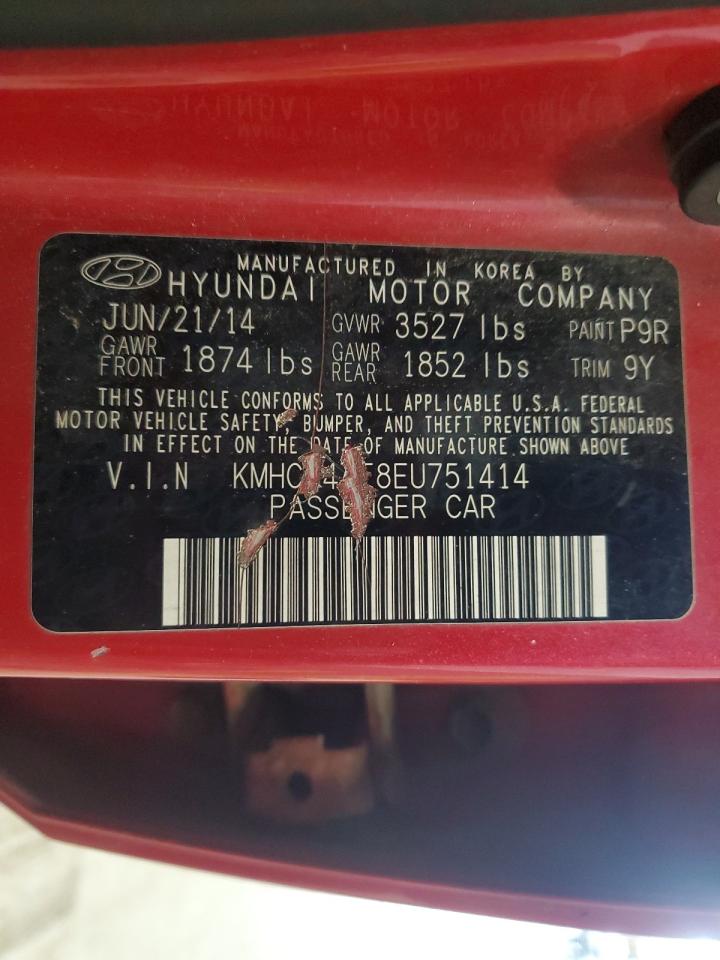 MANUFACTURED IN KOREA BY
HYUNDAI MOTOR COMPANY
JUN/21/14 GVWR 3527 lbs PAINT P9R
GAWR FRONT 1874 lbs GAWR REAR 1852 lbs TRIM 9Y
THIS VEHICLE CONFORMS TO ALL APPLICABLE U.S.A. FEDERAL
MOTOR VEHICLE SAFETY, BUMPER, AND THEFT PREVENTION STANDARDS
IN EFFECT ON THE DATE OF MANUFACTURE SHOWN ABOVE
V.I.N
PASSENGER CAR